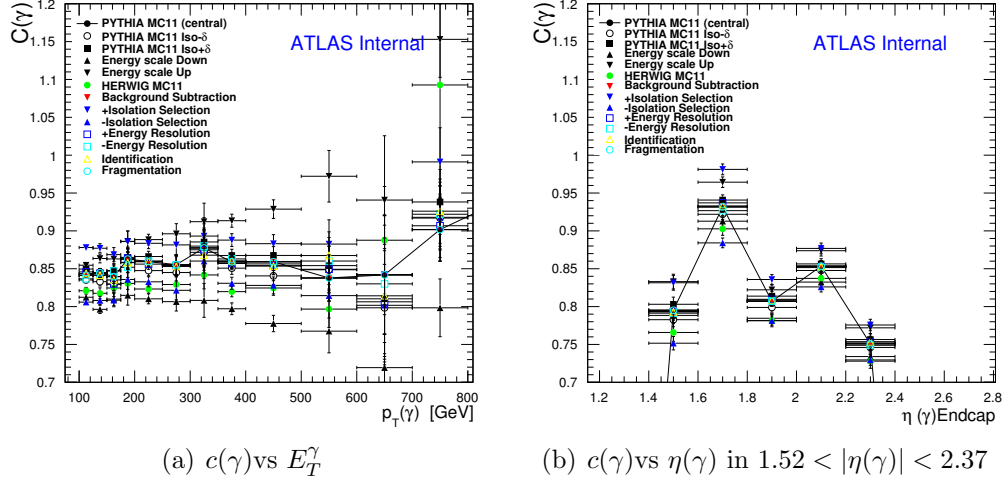 C(γ)
1.2
1.15
1.1
1.05
1
0.95
0.9
0.85
0.8
0.75
0.7
PYTHIA MC11 (central)
PYTHIA MC11 Iso-δ
PYTHIA MC11 Iso+δ
Energy scale Down
Energy scale Up
HERWIG MC11
Background Subtraction
+Isolation Selection
-Isolation Selection
+Energy Resolution
-Energy Resolution
Identification
Fragmentation
ATLAS Internal
100 200 300 400 500 600 700 800
p_T(γ) [GeV]
(a) c(γ)vs E_T^γ
C(γ)
1.2
1.15
1.1
1.05
1
0.95
0.9
0.85
0.8
0.75
0.7
PYTHIA MC11 (central)
PYTHIA MC11 Iso-δ
PYTHIA MC11 Iso+δ
Energy scale Down
Energy scale Up
HERWIG MC11
Background Subtraction
+Isolation Selection
-Isolation Selection
+Energy Resolution
-Energy Resolution
Identification
Fragmentation
ATLAS Internal
1.2 1.4 1.6 1.8 2 2.2 2.4 2.6 2.8
η (γ)Endcap
(b) c(γ)vs η(γ) in 1.52 < |η(γ)| < 2.37